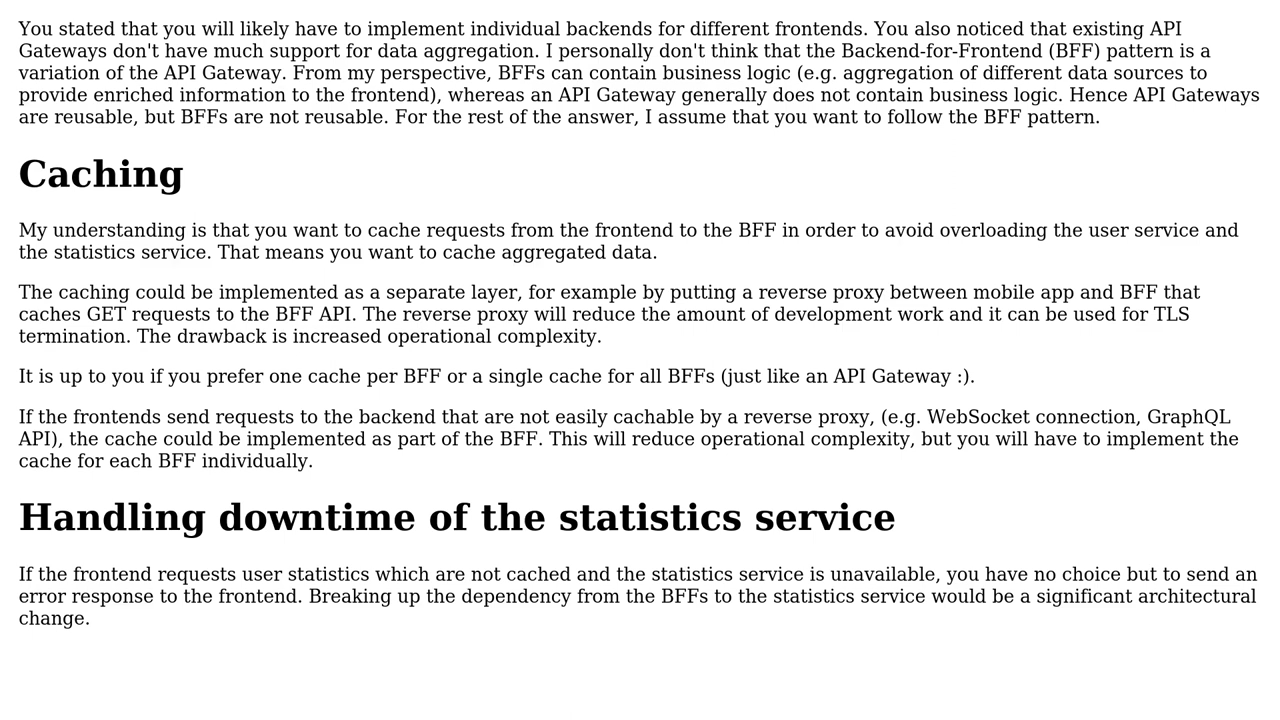 You stated that you will likely have to implement individual backends for different frontends. You also noticed that existing API
Gateways don't have much support for data aggregation. I personally don't think that the Backend-for-Frontend (BFF) pattern is a
variation of the API Gateway. From my perspective, BFFs can contain business logic (e.g. aggregation of different data sources to
provide enriched information to the frontend), whereas an API Gateway generally does not contain business logic. Hence API Gateways
are reusable, but BFFs are not reusable. For the rest of the answer, I assume that you want to follow the BFF pattern.
Caching
My understanding is that you want to cache requests from the frontend to the BFF in order to avoid overloading the user service and
the statistics service. That means you want to cache aggregated data.
The caching could be implemented as a separate layer, for example by putting a reverse proxy between mobile app and BFF that
caches GET requests to the BFF API. The reverse proxy will reduce the amount of development work and it can be used for TLS
termination. The drawback is increased operational complexity.
It is up to you if you prefer one cache per BFF or a single cache for all BFFs (just like an API Gateway :).
If the frontends send requests to the backend that are not easily cachable by a reverse proxy, (e.g. WebSocket connection, GraphQL
API), the cache could be implemented as part of the BFF. This will reduce operational complexity, but you will have to implement the
cache for each BFF individually.
Handling downtime of the statistics service
If the frontend requests user statistics which are not cached and the statistics service is unavailable, you have no choice but to send an
error response to the frontend. Breaking up the dependency from the BFFs to the statistics service would be a significant architectural
change.